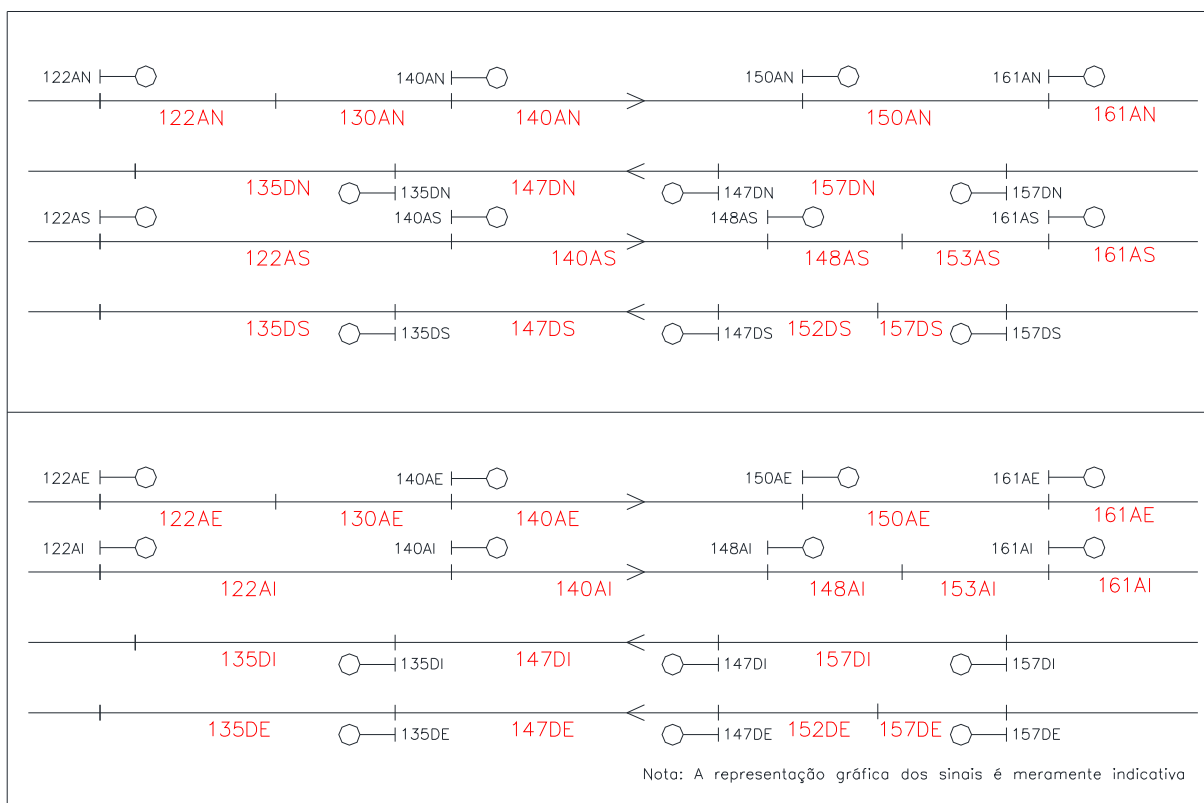 122AN 140AN 150AN 161AN
122AN 130AN 140AN 150AN 161AN
135DN 147DN 157DN
135DN 147DN 157DN
122AS 140AS 148AS 161AS
122AS 140AS 148AS 153AS 161AS
135DS 147DS 152DS 157DS
135DS 147DS 157DS
122AE 140AE 150AE 161AE
122AE 130AE 140AE 150AE 161AE
122AI 140AI 148AI 161AI
122AI 140AI 148AI 153AI 161AI
135DI 147DI 157DI
135DI 147DI 157DI
135DE 147DE 152DE 157DE
135DE 147DE 157DE
Nota: A representação gráfica dos sinais é meramente indicativa